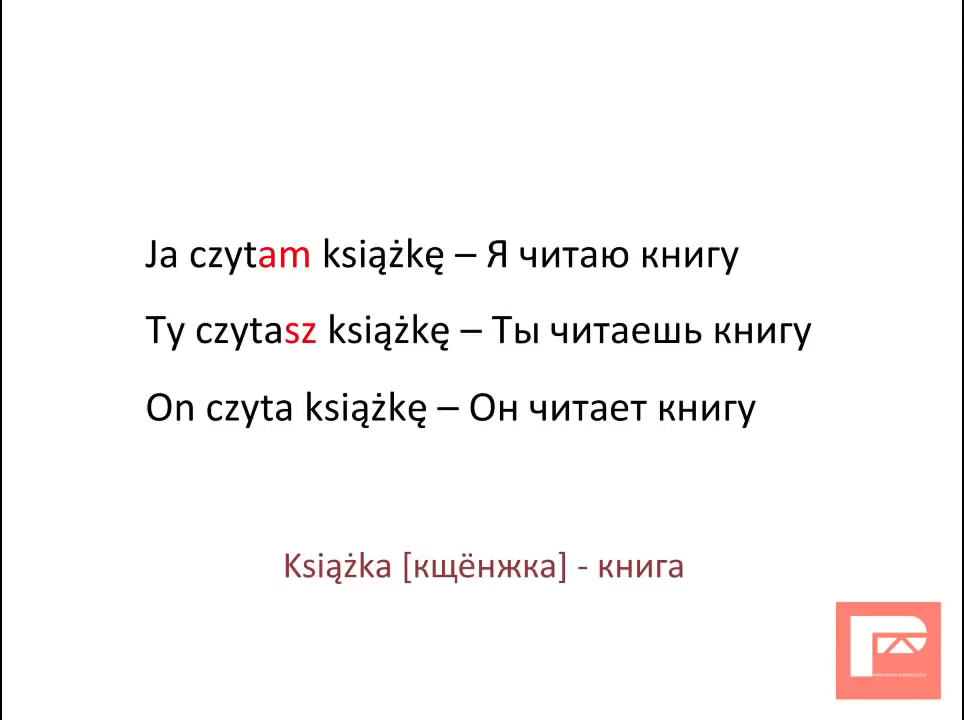 Ja czytam książkę – Я читаю книгу
Ty czytasz książkę – Ты читаешь книгу
On czyta książkę – Он читает книгу
Książka [кщёнжка] - книга